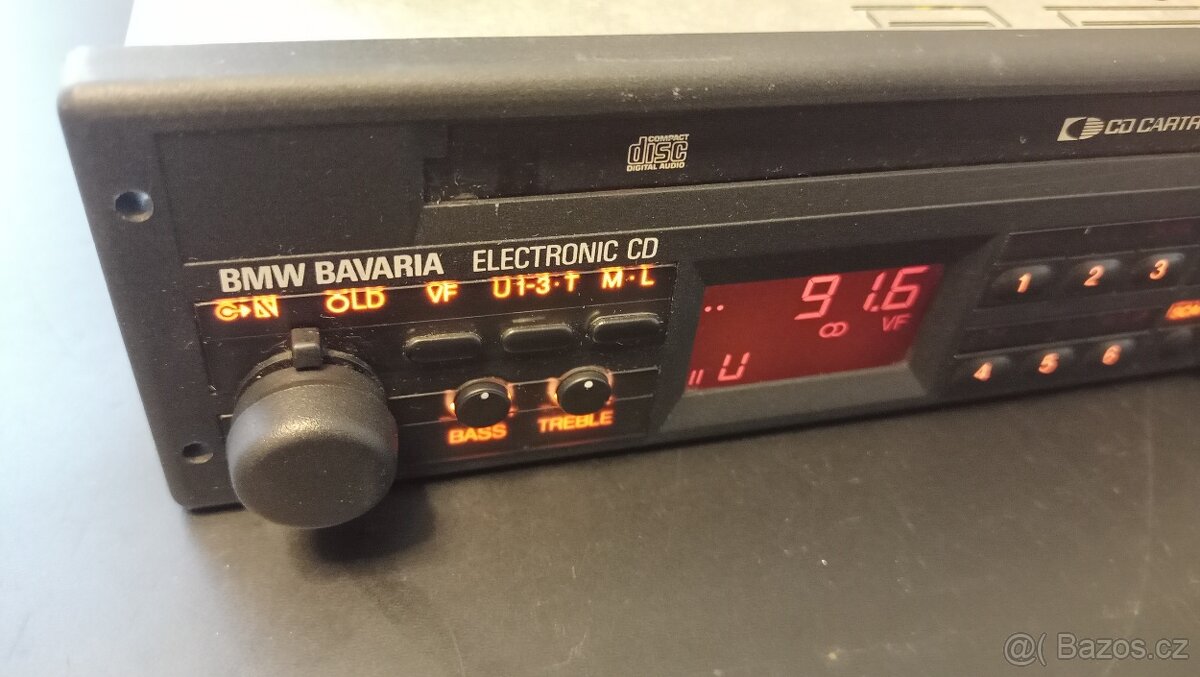 COMPACT
disc
DIGITAL AUDIO
CD CARTR
BMW BAVARIA ELECTRONIC CD
OLD VF U1-3·T M·L
91.6
VF
U
1 2 3
4 5 6
BASS TREBLE
@( Bazos.cz